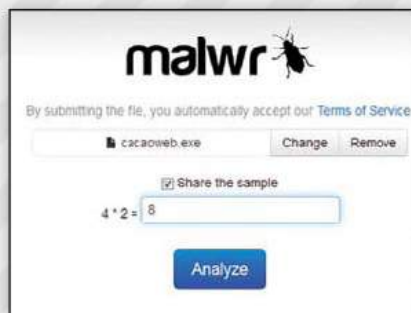 malwr
By submitting the file, you automatically accept our Terms of Service
cacaoweb.exe Change Remove
Share the sample
4 * 2 = 8
Analyze